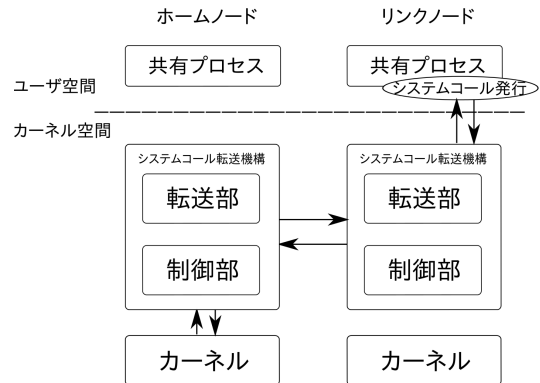 ホームノード
リンクノード
共有プロセス
共有プロセス
システムコール発行
ユーザ空間
カーネル空間
システムコール転送機構
システムコール転送機構
転送部
転送部
制御部
制御部
カーネル
カーネル